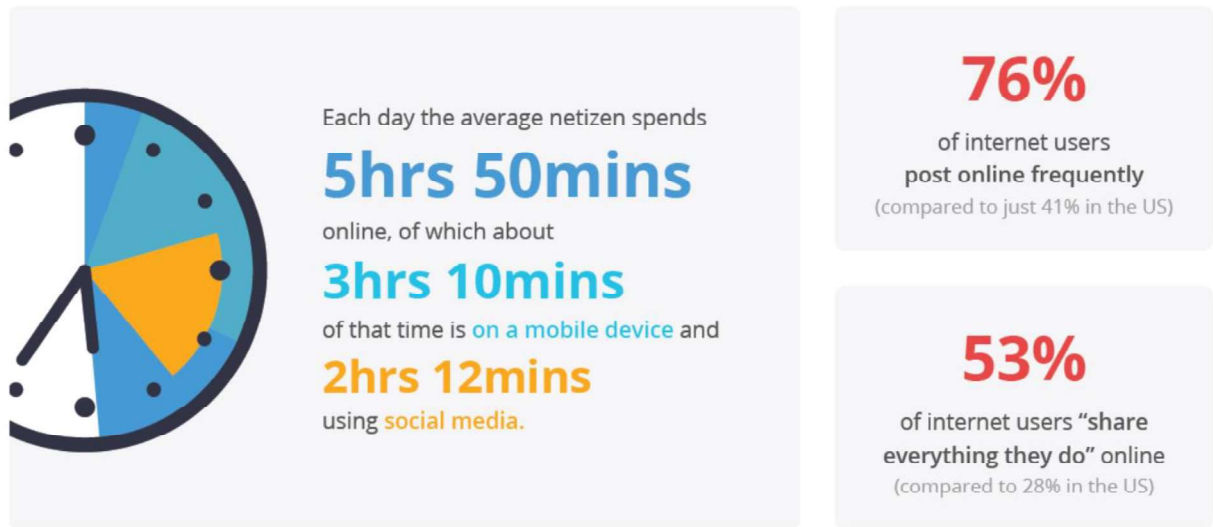 Each day the average netizen spends
5hrs 50mins
online, of which about
3hrs 10mins
of that time is on a mobile device and
2hrs 12mins
using social media.
76%
of internet users
post online frequently
(compared to just 41% in the US)
53%
of internet users “share
everything they do” online
(compared to 28% in the US)